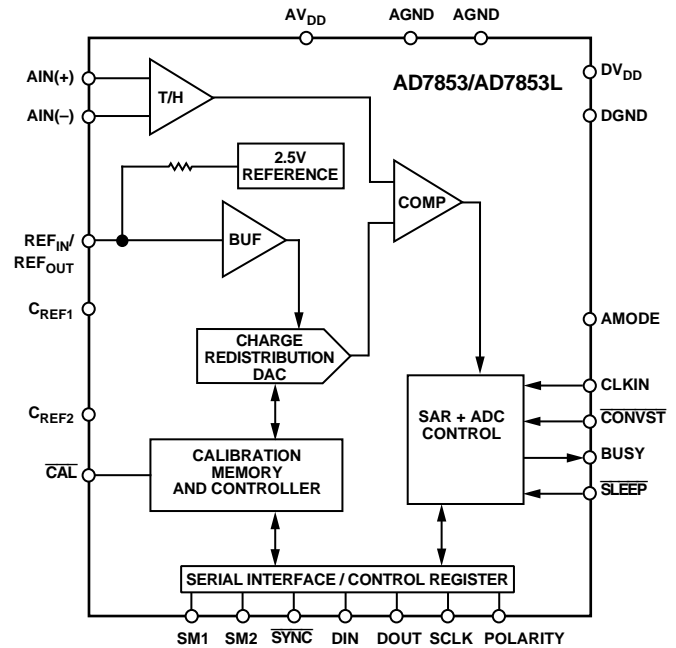 AVDD AGND AGND
AIN(+)
AIN(–)
T/H
AD7853/AD7853L
DVDD
DGND
2.5V
REFERENCE
COMP
BUF
REFIN/
REFOUT
CREF1
CHARGE
REDISTRIBUTION
DAC
AMODE
CLKIN
CONVST
BUSY
SLEEP
SAR + ADC
CONTROL
CREF2
CAL
CALIBRATION
MEMORY
AND CONTROLLER
SERIAL INTERFACE / CONTROL REGISTER
SM1 SM2 SYNC DIN DOUT SCLK POLARITY